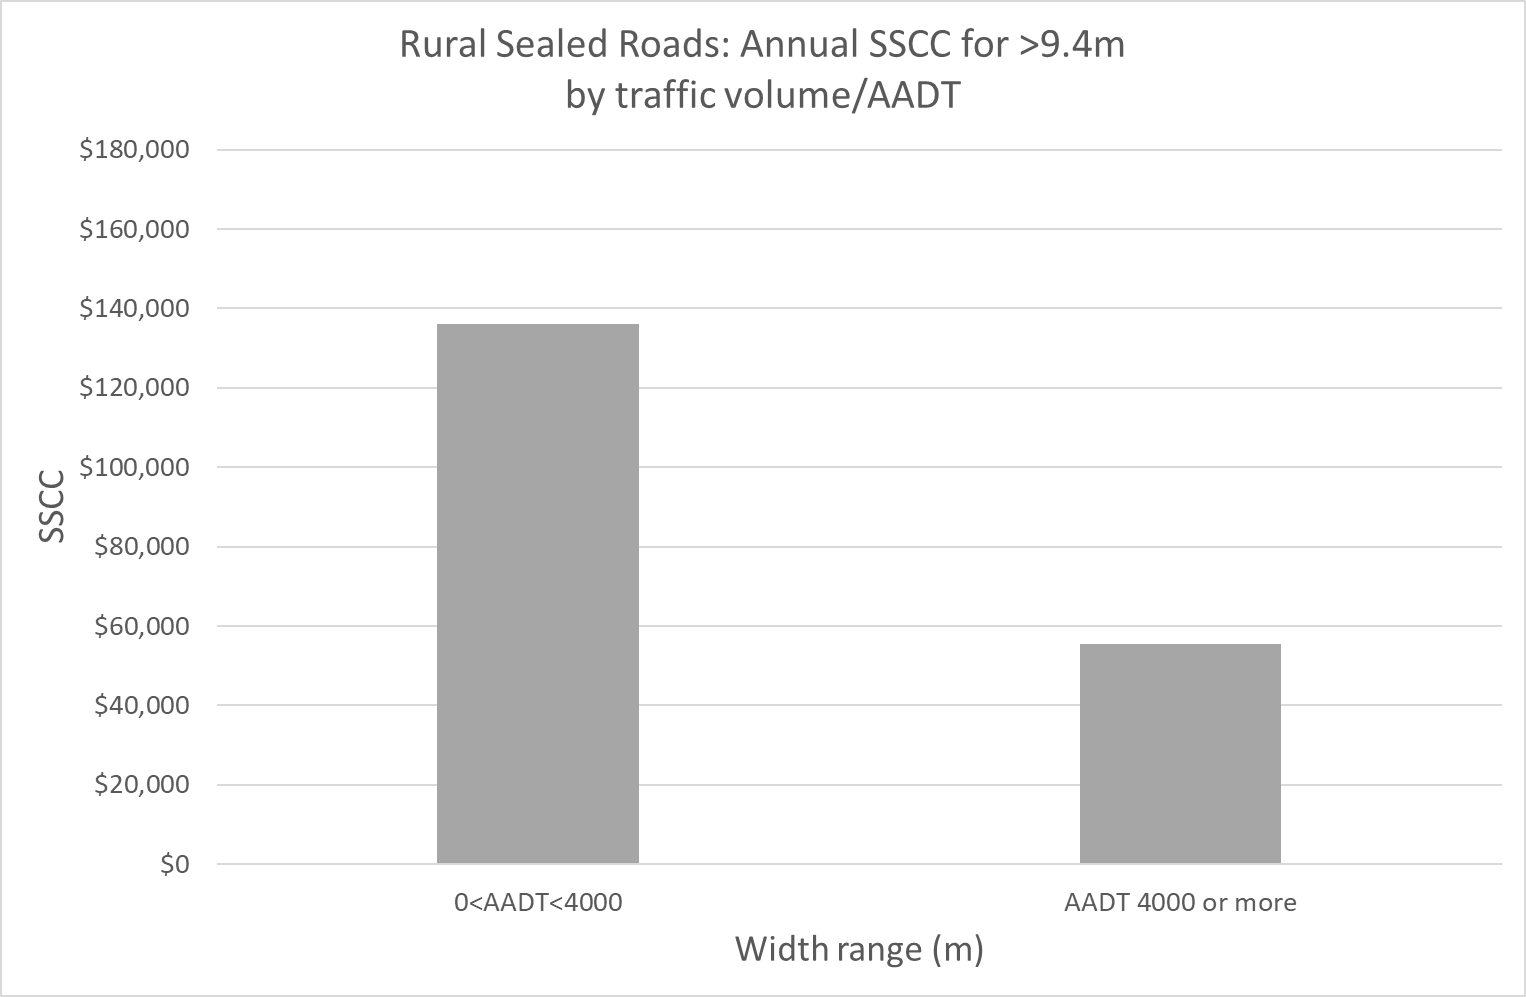 Rural Sealed Roads: Annual SSCC for >9.4m
by traffic volume/AADT
$180,000
$160,000
$140,000
$120,000
$100,000
$80,000
$60,000
$40,000
$20,000
$0
SSCC
0<AADT<4000
AADT 4000 or more
Width range (m)